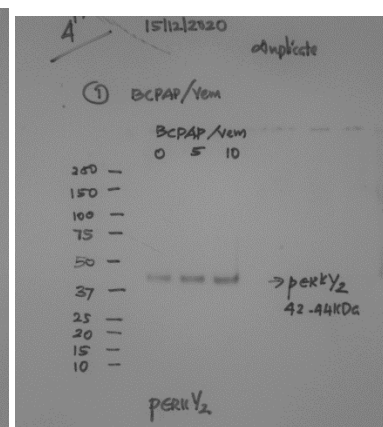 4"
15/12/2020
Duplicate
① BCPAP/Vem
BCPAP/Vem
0 5 10
250
150
100
75
50
37
25
20
15
10
→ pERK1/2
42-44KDa
pERK1/2